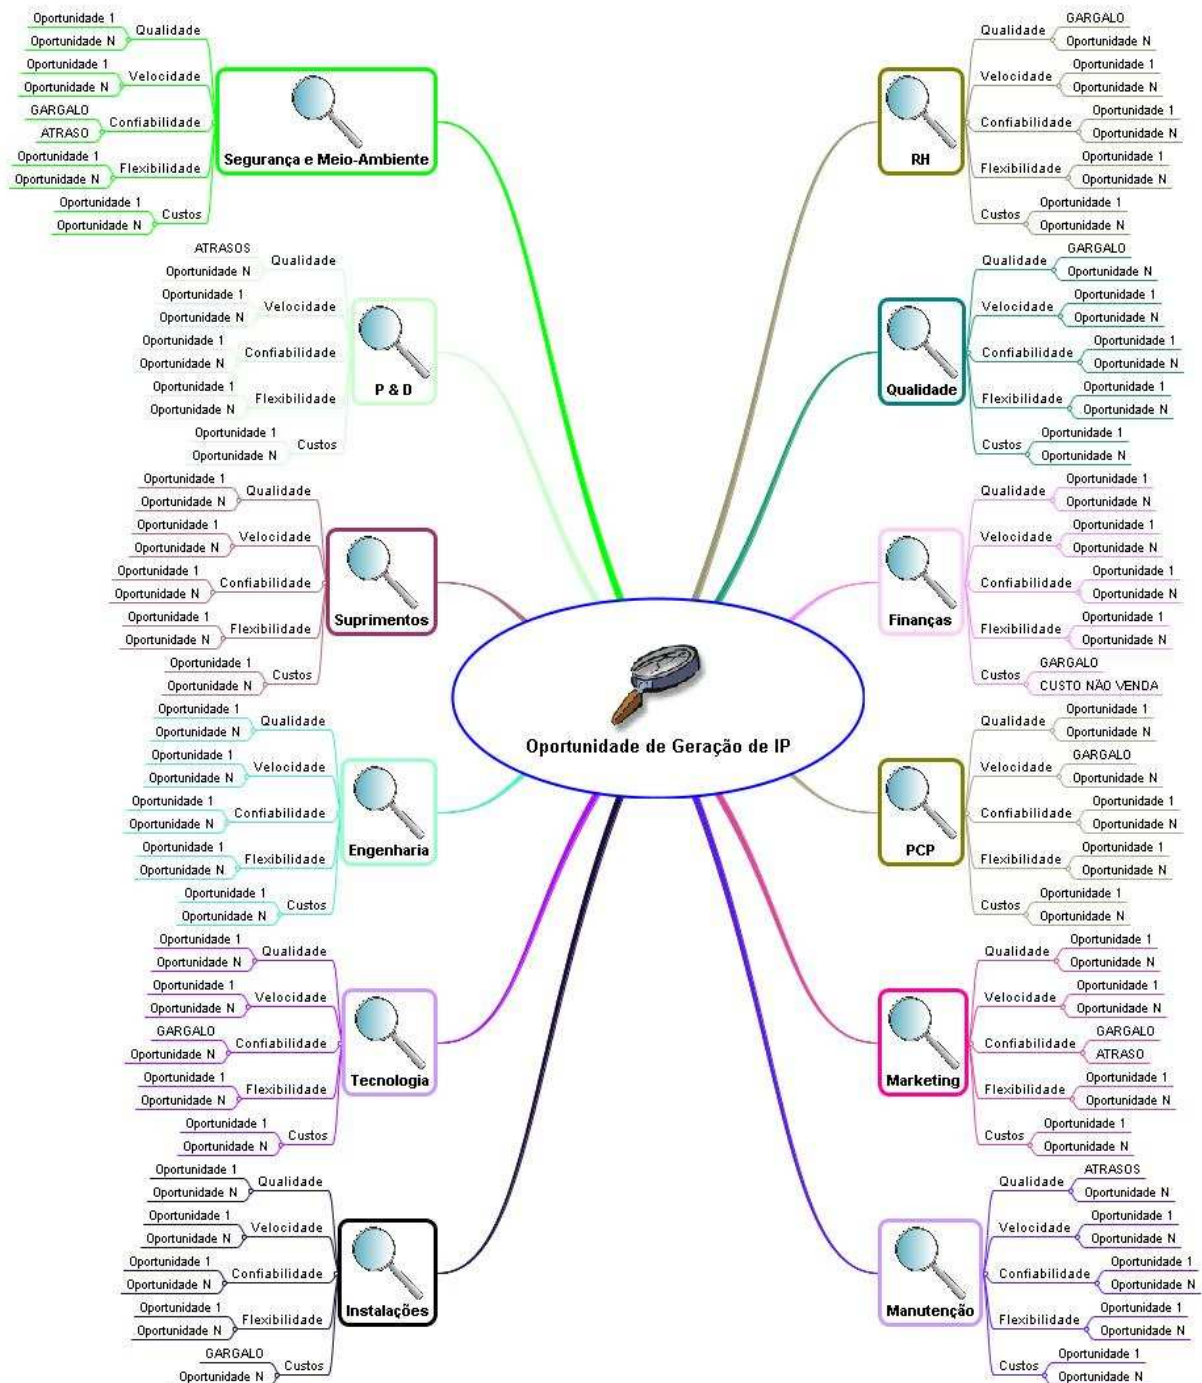 Oportunidade de Geração de IP
Segurança e Meio-Ambiente
Qualidade
Oportunidade 1
Oportunidade N
Velocidade
Oportunidade 1
Oportunidade N
Confiabilidade
GARGALO
ATRASO
Flexibilidade
Oportunidade 1
Oportunidade N
Custos
Oportunidade 1
Oportunidade N
P & D
Qualidade
ATRASOS
Oportunidade N
Velocidade
Oportunidade 1
Oportunidade N
Confiabilidade
Oportunidade 1
Oportunidade N
Flexibilidade
Oportunidade 1
Oportunidade N
Custos
Oportunidade 1
Oportunidade N
Suprimentos
Qualidade
Oportunidade 1
Oportunidade N
Velocidade
Oportunidade 1
Oportunidade N
Confiabilidade
Oportunidade 1
Oportunidade N
Flexibilidade
Oportunidade 1
Oportunidade N
Custos
Oportunidade 1
Oportunidade N
Engenharia
Qualidade
Oportunidade 1
Oportunidade N
Velocidade
Oportunidade 1
Oportunidade N
Confiabilidade
Oportunidade 1
Oportunidade N
Flexibilidade
Oportunidade 1
Oportunidade N
Custos
Oportunidade 1
Oportunidade N
Tecnologia
Qualidade
Oportunidade 1
Oportunidade N
Velocidade
Oportunidade 1
Oportunidade N
Confiabilidade
GARGALO
Oportunidade N
Flexibilidade
Oportunidade 1
Oportunidade N
Custos
Oportunidade 1
Oportunidade N
Instalações
Qualidade
Oportunidade 1
Oportunidade N
Velocidade
Oportunidade 1
Oportunidade N
Confiabilidade
Oportunidade 1
Oportunidade N
Flexibilidade
Oportunidade 1
Oportunidade N
Custos
GARGALO
Oportunidade N
RH
Qualidade
GARGALO
Oportunidade N
Velocidade
Oportunidade 1
Oportunidade N
Confiabilidade
Oportunidade 1
Oportunidade N
Flexibilidade
Oportunidade 1
Oportunidade N
Custos
Oportunidade 1
Oportunidade N
Qualidade
Qualidade
GARGALO
Oportunidade N
Velocidade
Oportunidade 1
Oportunidade N
Confiabilidade
Oportunidade 1
Oportunidade N
Flexibilidade
Oportunidade 1
Oportunidade N
Custos
Oportunidade 1
Oportunidade N
Finanças
Qualidade
Oportunidade 1
Oportunidade N
Velocidade
Oportunidade 1
Oportunidade N
Confiabilidade
Oportunidade 1
Oportunidade N
Flexibilidade
Oportunidade 1
Oportunidade N
Custos
GARGALO
CUSTO NÃO VENDA
PCP
Qualidade
Oportunidade 1
Oportunidade N
Velocidade
GARGALO
Oportunidade N
Confiabilidade
Oportunidade 1
Oportunidade N
Flexibilidade
Oportunidade 1
Oportunidade N
Custos
Oportunidade 1
Oportunidade N
Marketing
Qualidade
Oportunidade 1
Oportunidade N
Velocidade
Oportunidade 1
Oportunidade N
Confiabilidade
GARGALO
ATRASO
Flexibilidade
Oportunidade 1
Oportunidade N
Custos
Oportunidade 1
Oportunidade N
Manutenção
Qualidade
ATRASOS
Oportunidade N
Velocidade
Oportunidade 1
Oportunidade N
Confiabilidade
Oportunidade 1
Oportunidade N
Flexibilidade
Oportunidade 1
Oportunidade N
Custos
Oportunidade 1
Oportunidade N